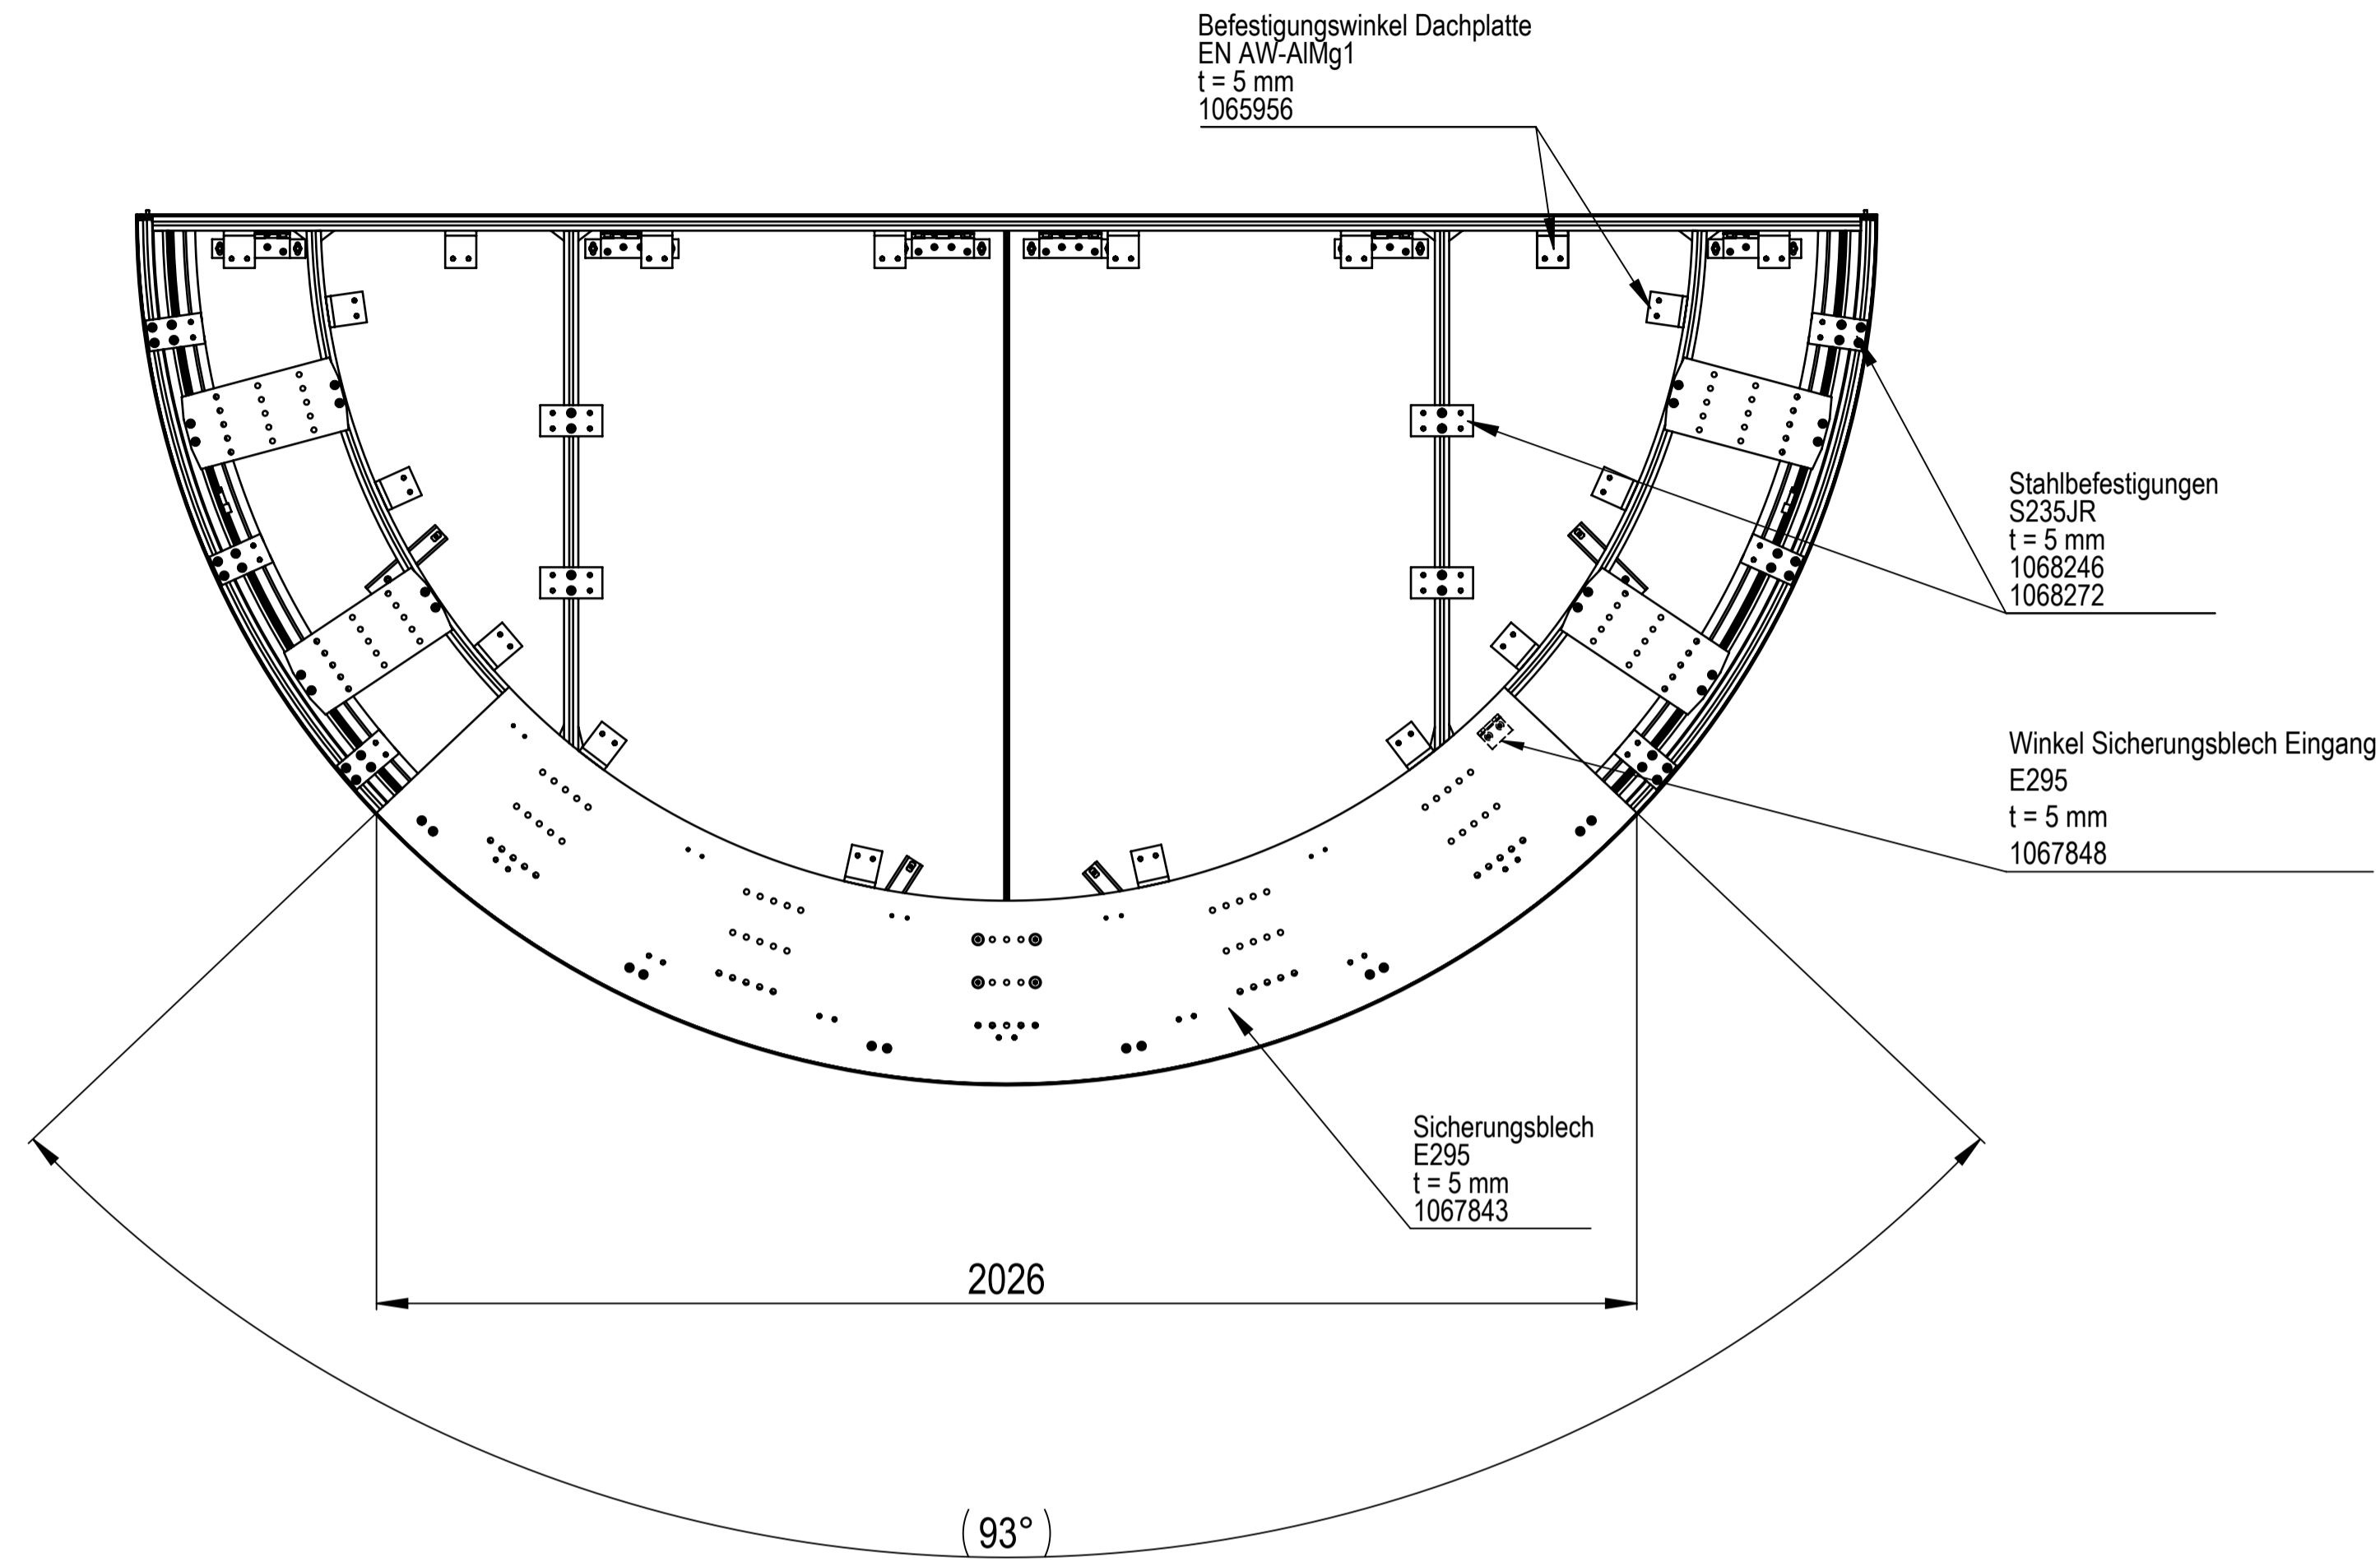 Befestigungswinkel Dachplatte
EN AW-AlMg1
t = 5 mm
1065956
Stahlbefestigungen
S235JR
t = 5 mm
1068246
1068272
Winkel Sicherungsblech Eingang
E295
t = 5 mm
1067848
Sicherungsblech
E295
t = 5 mm
1067843
2026
(93°)